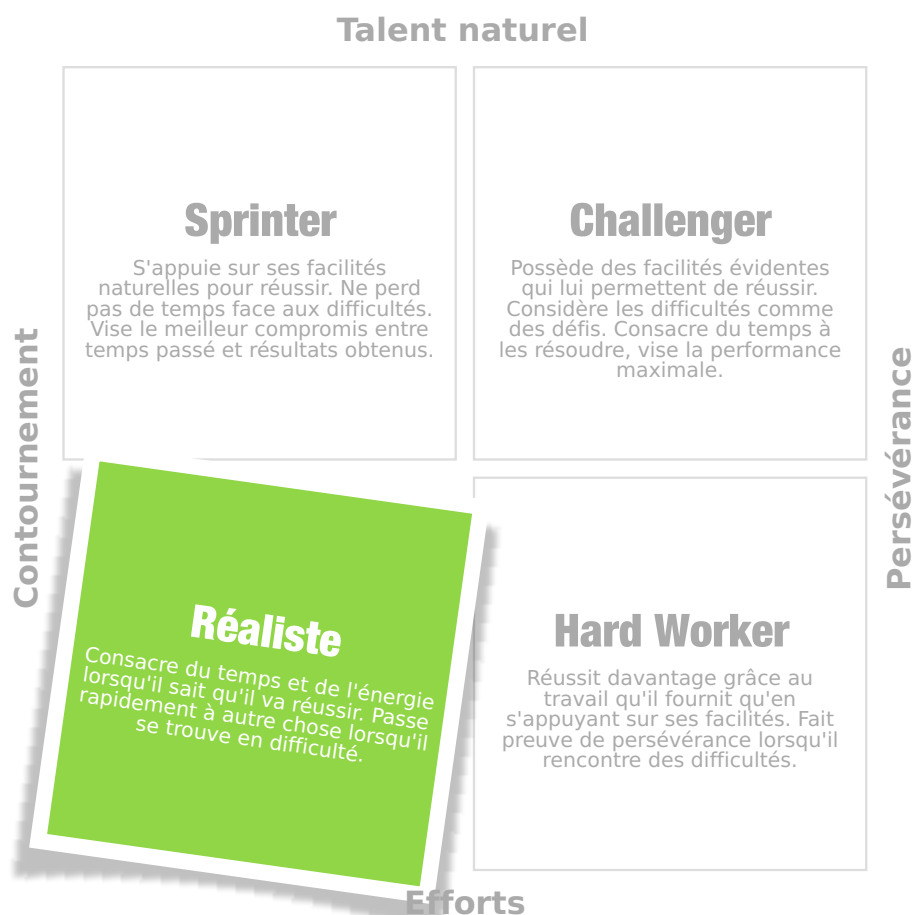 Talent naturel
Sprinter
S'appuie sur ses facilités
naturelles pour réussir. Ne perd
pas de temps face aux difficultés.
Vise le meilleur compromis entre
temps passé et résultats obtenus.
Challenger
Possède des facilités évidentes
qui lui permettent de réussir.
Considère les difficultés comme
des défis. Consacre du temps à
les résoudre, vise la performance
maximale.
Contournement
Persévérance
Réaliste
Consacre du temps et de l'énergie
lorsqu'il sait qu'il va réussir. Passe
rapidement à autre chose lorsqu'il
se trouve en difficulté.
Hard Worker
Réussit davantage grâce au
travail qu'il fournit qu'en
s'appuyant sur ses facilités. Fait
preuve de persévérance lorsqu'il
rencontre des difficultés.
Efforts